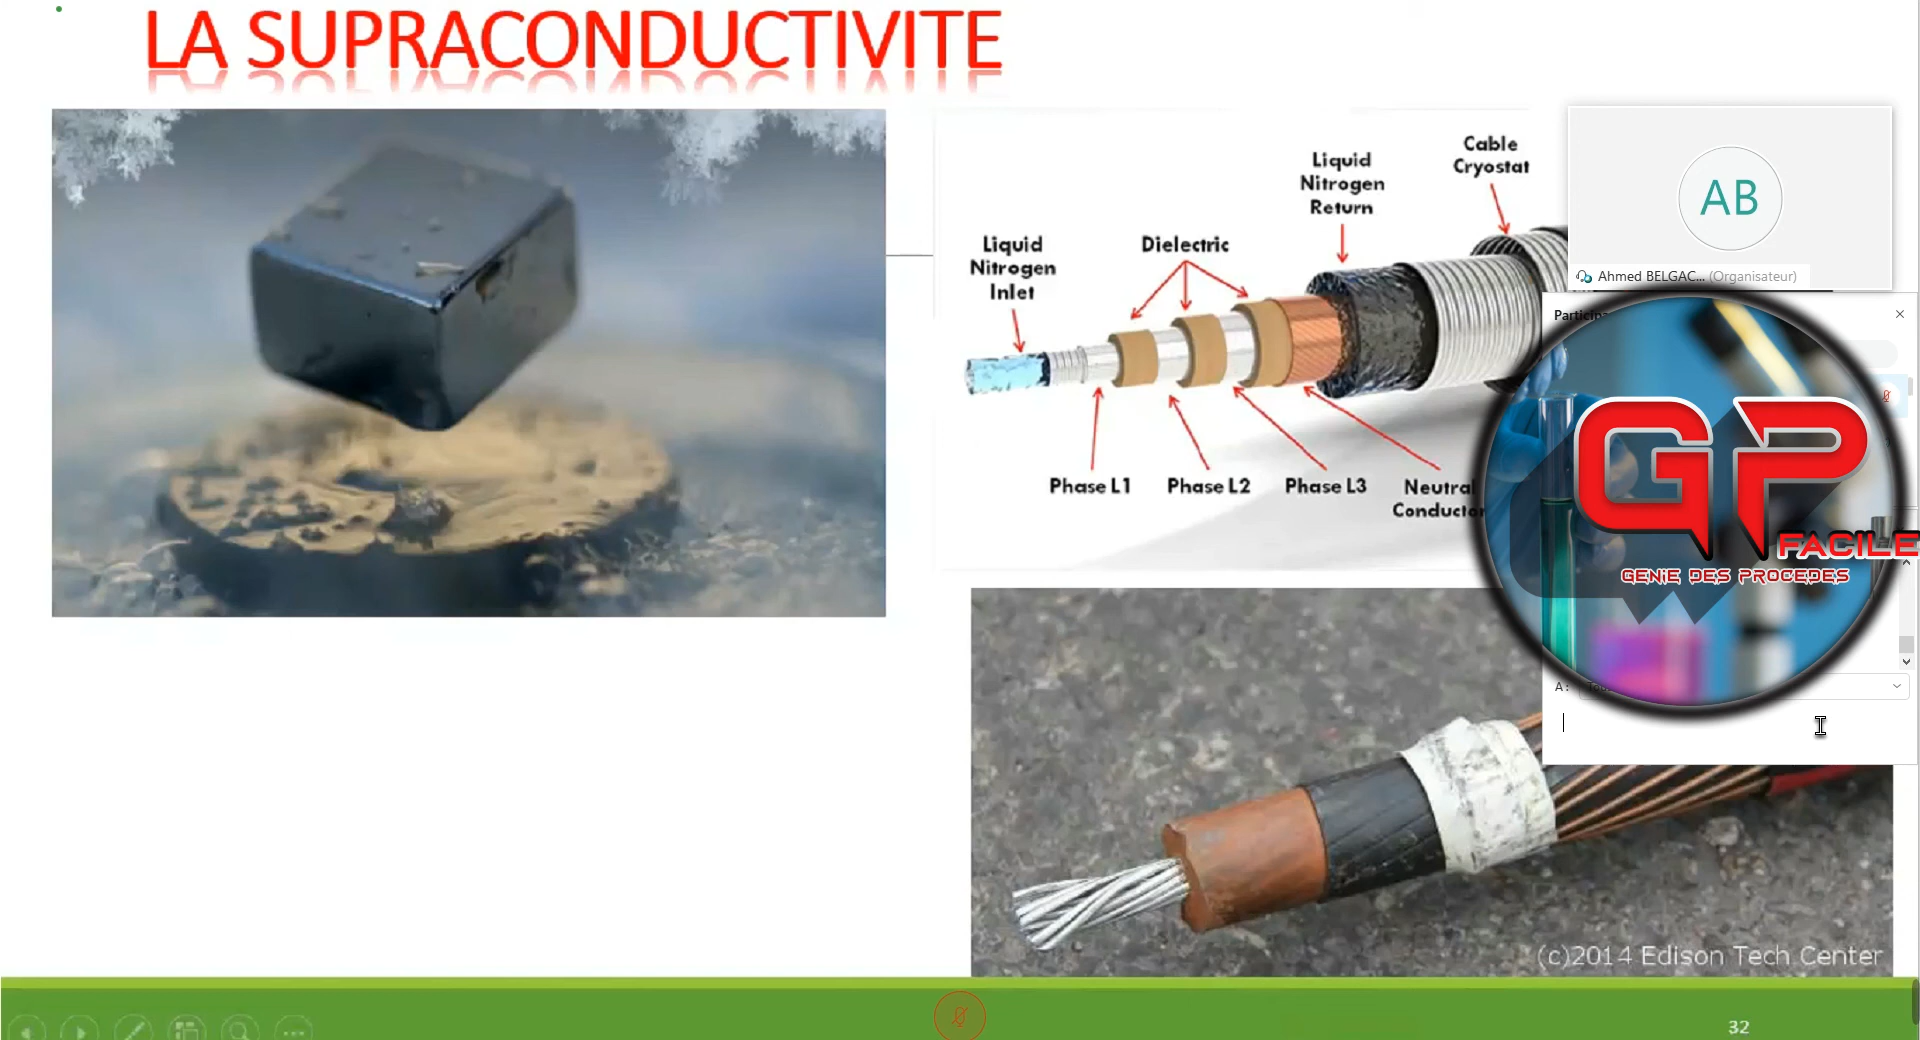 LA SUPRACONDUCTIVITE
Cable
Cryostat
Liquid
Nitrogen
Return
Liquid
Nitrogen
Inlet
Dielectric
Phase L1
Phase L2
Phase L3
Neutral
Conductor
AB
Ahmed BELGAC... (Organisateur)
GP
FACILE
GENIE DES PROCEDES
A:
(c)2014 Edison Tech Center
32